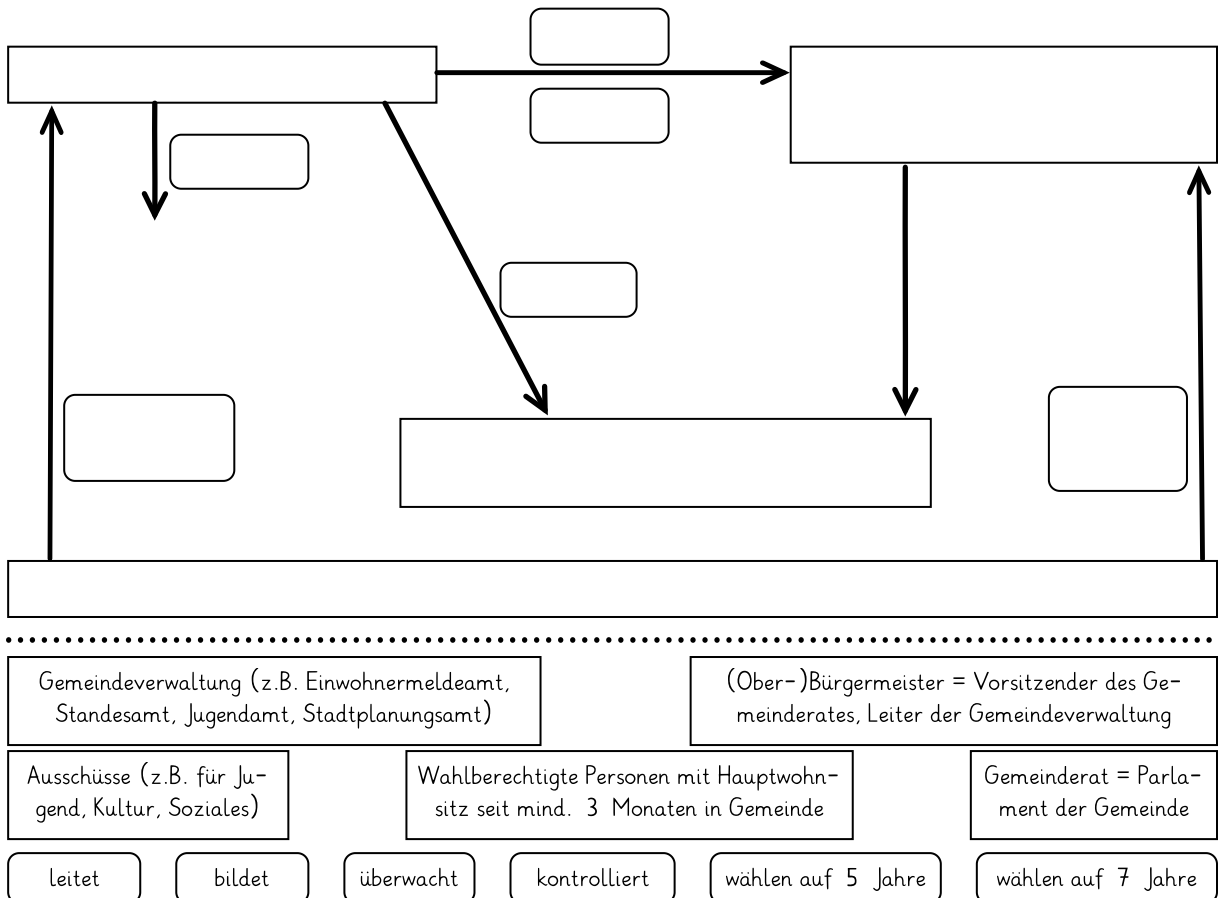 Gemeindeverwaltung (z.B. Einwohnermeldeamt,
Standesamt, Jugendamt, Stadtplanungsamt)
(Ober-)Bürgermeister = Vorsitzender des Ge-
meinderates, Leiter der Gemeindeverwaltung
Ausschüsse (z.B. für Ju-
gend, Kultur, Soziales)
Wahlberechtigte Personen mit Hauptwohn-
sitz seit mind. 3 Monaten in Gemeinde
Gemeinderat = Parla-
ment der Gemeinde
leitet
bildet
überwacht
kontrolliert
wählen auf 5 Jahre
wählen auf 7 Jahre